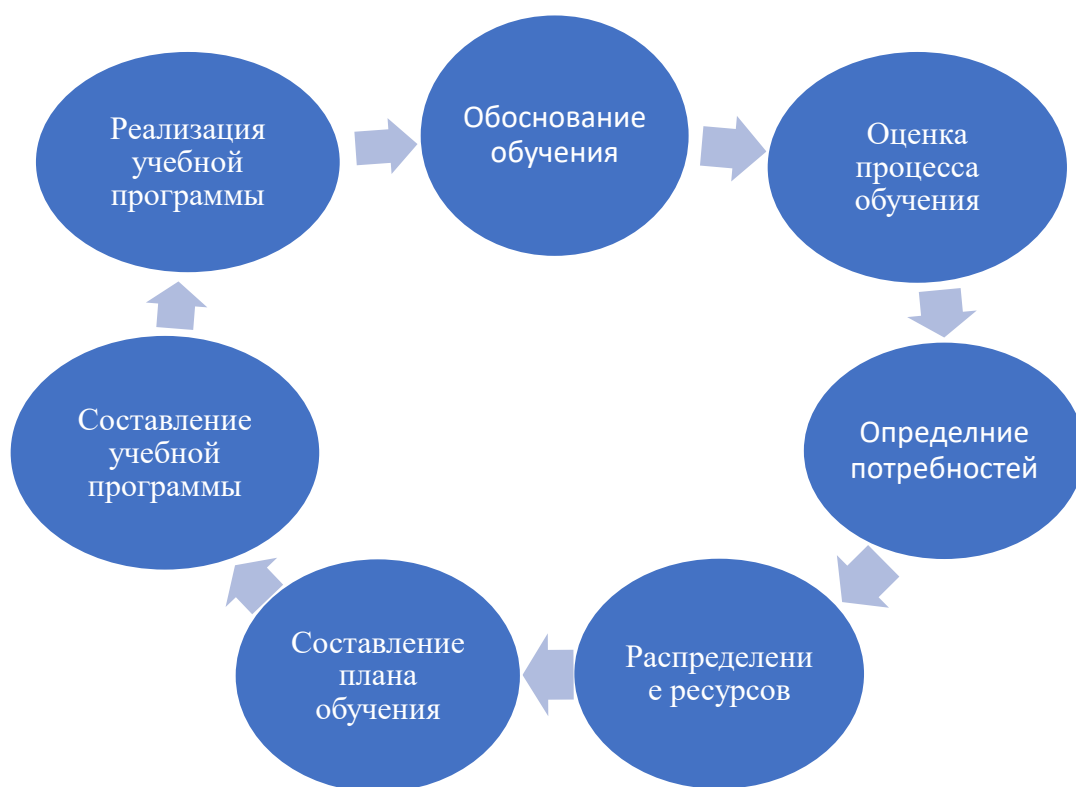 Обоснование
обучения
Оценка
процесса
обучения
Определние
потребностей
Распределени
е ресурсов
Составление
плана
обучения
Составление
учебной
программы
Реализация
учебной
программы